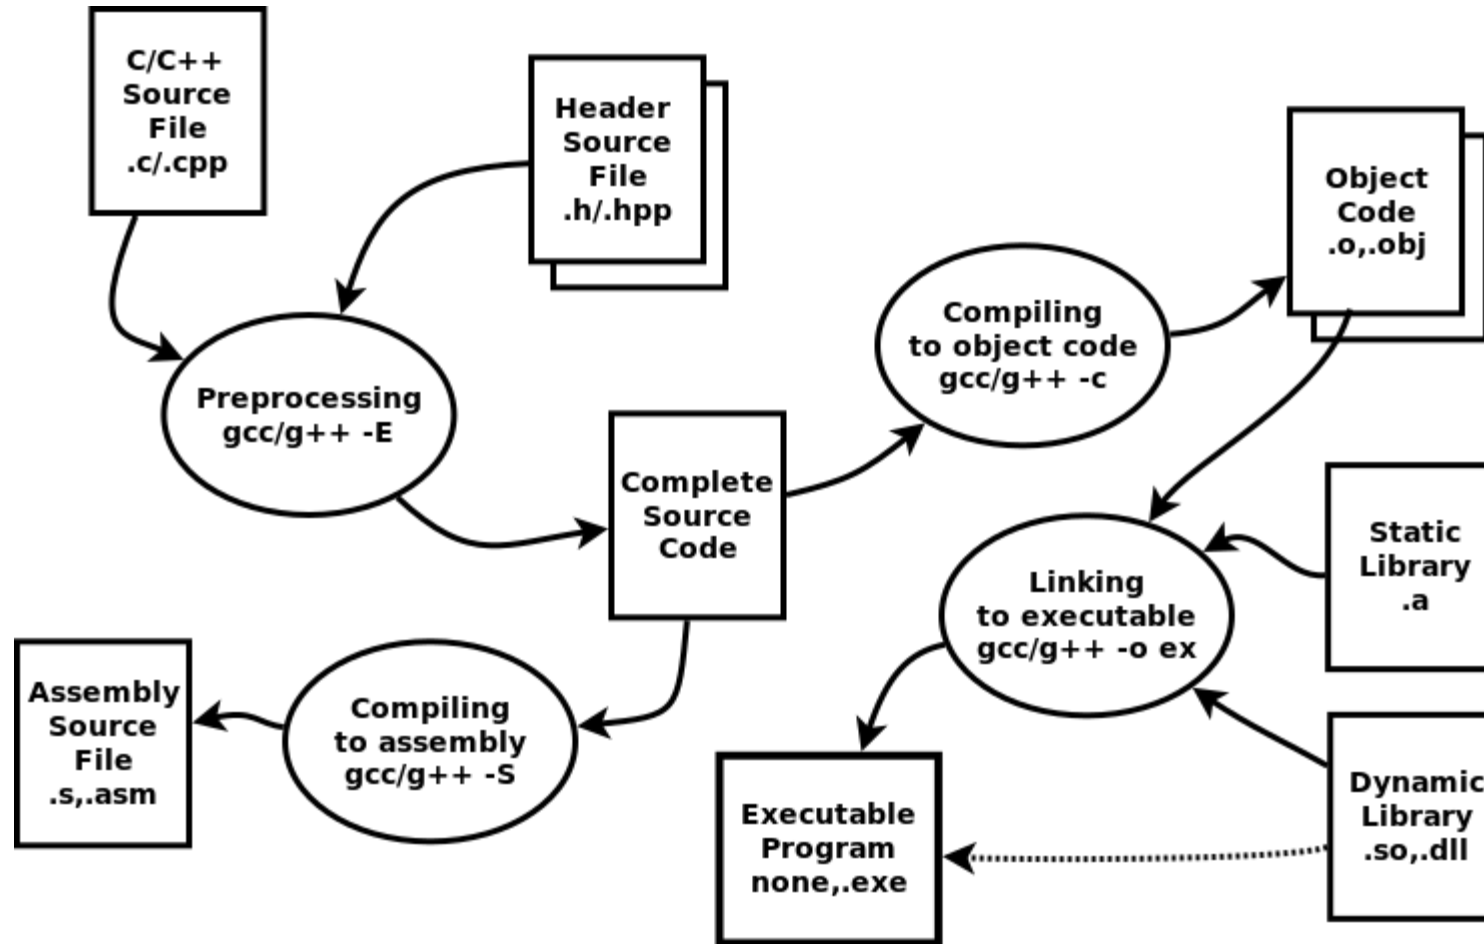 C/C++
Source
File
.c/.cpp
Header
Source
File
.h/.hpp
Object
Code
.o,.obj
Compiling
to object code
gcc/g++ -c
Preprocessing
gcc/g++ -E
Complete
Source
Code
Static
Library
.a
Linking
to executable
gcc/g++ -o ex
Assembly
Source
File
.s,.asm
Compiling
to assembly
gcc/g++ -S
Executable
Program
none,.exe
Dynamic
Library
.so,.dll